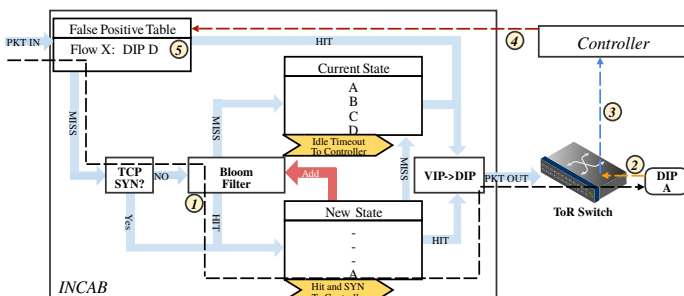 False Positive Table
PKT IN
Flow X: DIP D
5
HIT
4
Controller
Current State
A
B
C
D
MISS
MISS
Idle Timeout
To Controller
3
MISS
TCP
SYN?
NO
Bloom
Filter
Add
VIP->DIP
PKT OUT
2
DIP
A
ToR Switch
1
Yes
HIT
New State
-
-
-
A
HIT
Hit and SYN
To Controller
INCAB